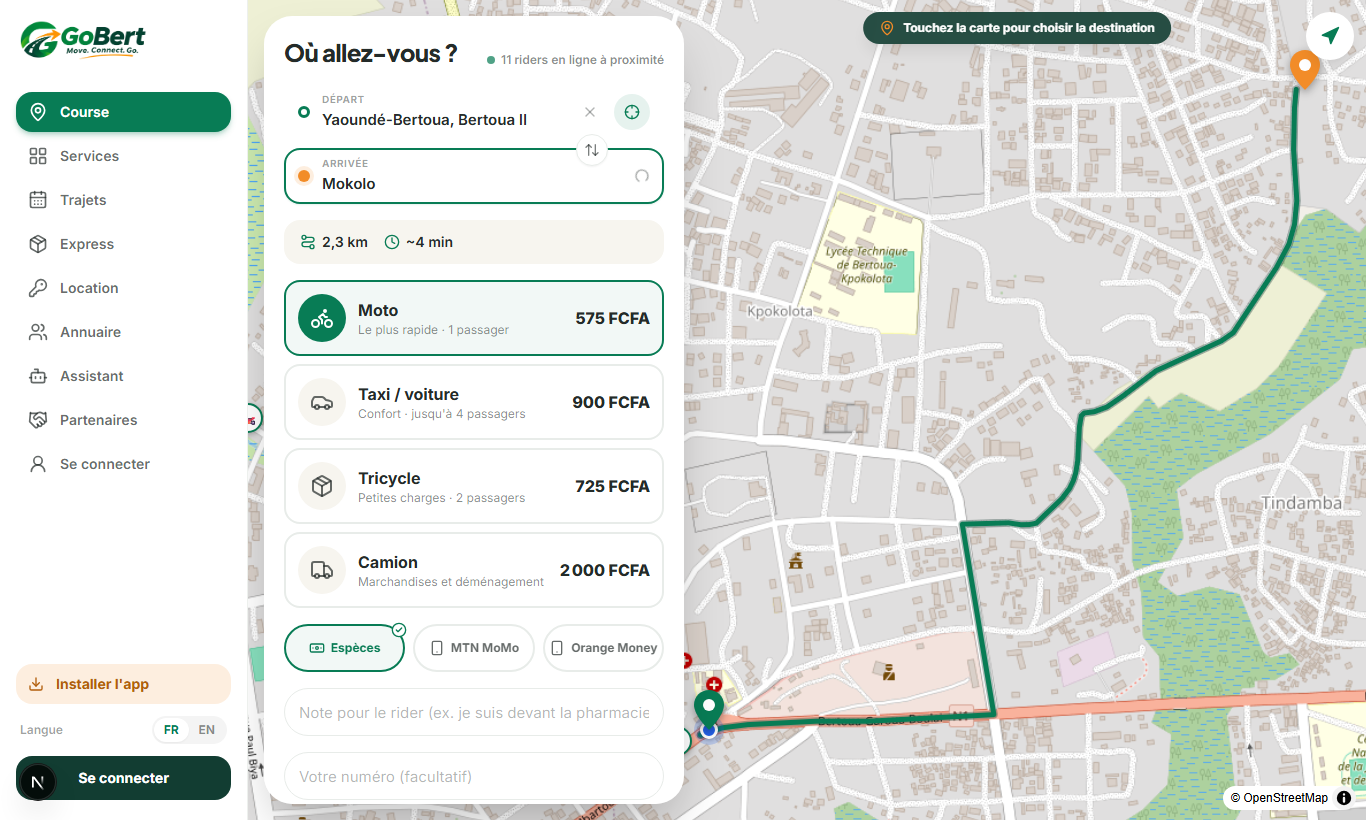 GoBert
Move. Connect. Go.
Course
Services
Trajets
Express
Location
Annuaire
Assistant
Partenaires
Se connecter
Installer l'app
Langue
FR
EN
N
Se connecter
Où allez-vous ?
11 riders en ligne à proximité
DÉPART
Yaoundé-Bertoua, Bertoua II
ARRIVÉE
Mokolo
2,3 km
~4 min
Moto
Le plus rapide · 1 passager
575 FCFA
Taxi / voiture
Confort · jusqu'à 4 passagers
900 FCFA
Tricycle
Petites charges · 2 passagers
725 FCFA
Camion
Marchandises et déménagement
2 000 FCFA
Espèces
MTN MoMo
Orange Money
Note pour le rider (ex. je suis devant la pharmacie
Votre numéro (facultatif)
Touchez la carte pour choisir la destination
Lycée Technique
de Bertoua-
Kpokolota
Kpokolota
Tindamba
Paul Biya
© OpenStreetMap